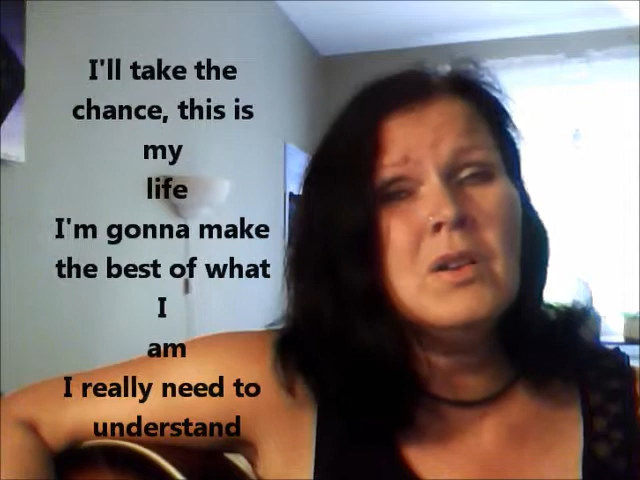 I'll take the
chance, this is
my
life
I'm gonna make
the best of what
I
am
I really need to
understand